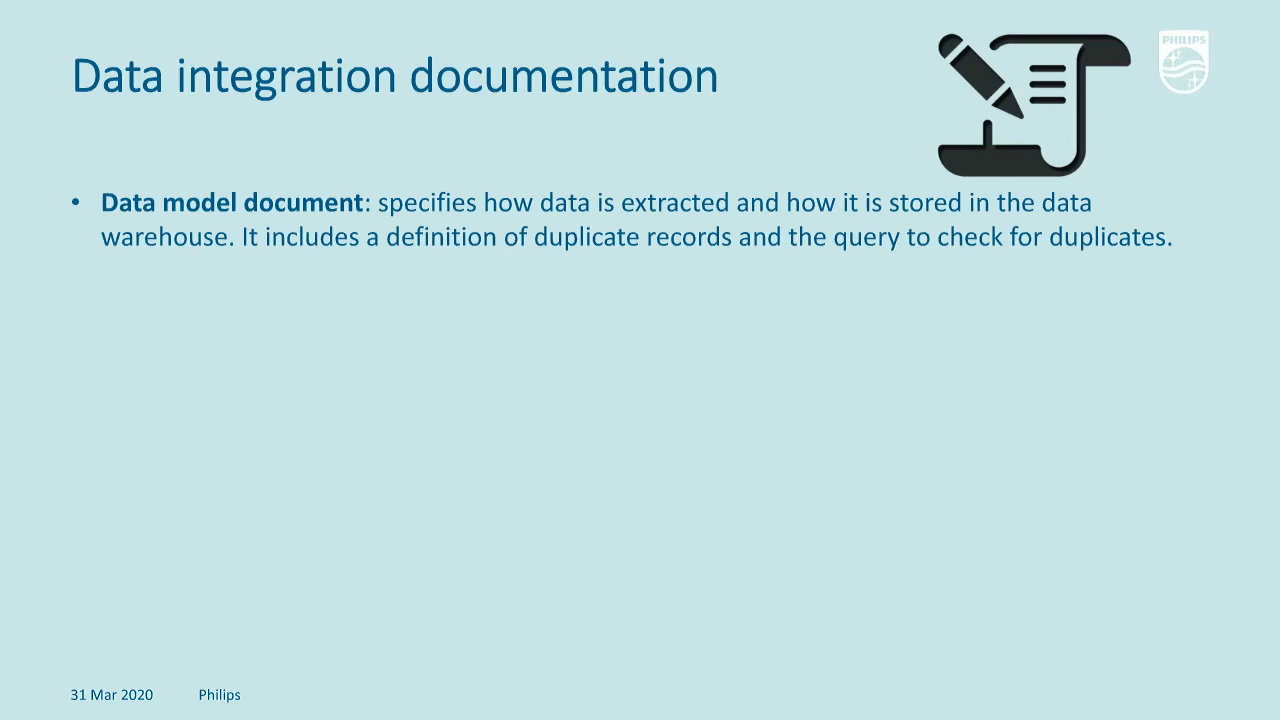 Data integration documentation
PHILIPS
• Data model document: specifies how data is extracted and how it is stored in the data
warehouse. It includes a definition of duplicate records and the query to check for duplicates.
31 Mar 2020 Philips